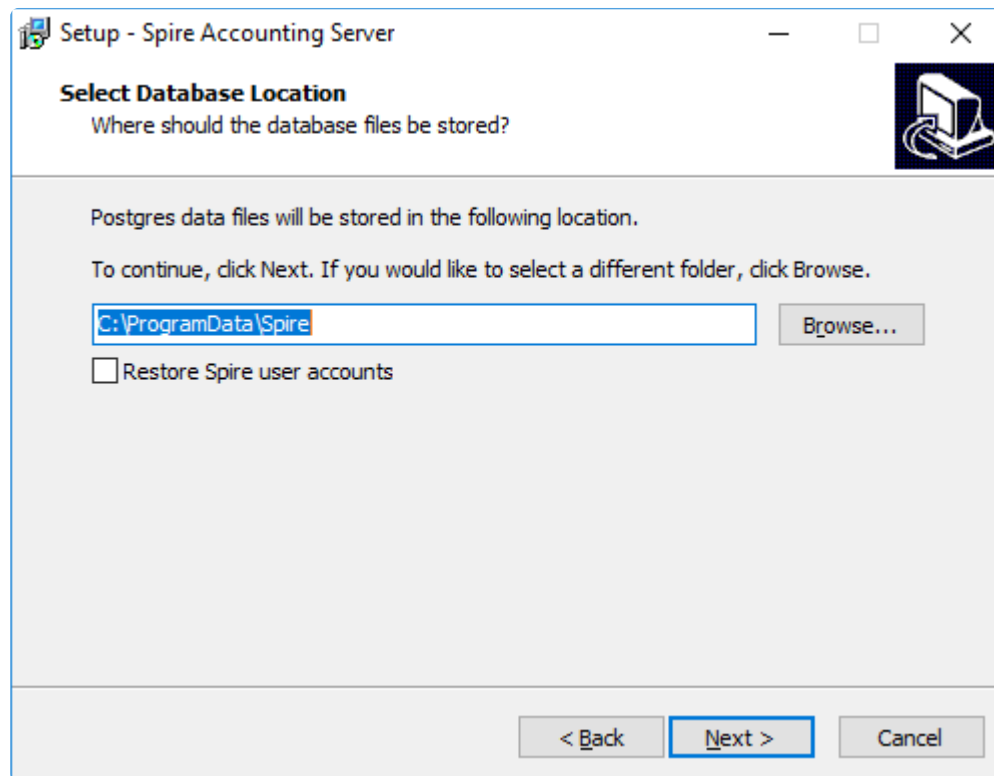 Setup - Spire Accounting Server
Select Database Location
Where should the database files be stored?
Postgres data files will be stored in the following location.
To continue, click Next. If you would like to select a different folder, click Browse.
C:\ProgramData\Spire
Browse...
Restore Spire user accounts
< Back
Next >
Cancel